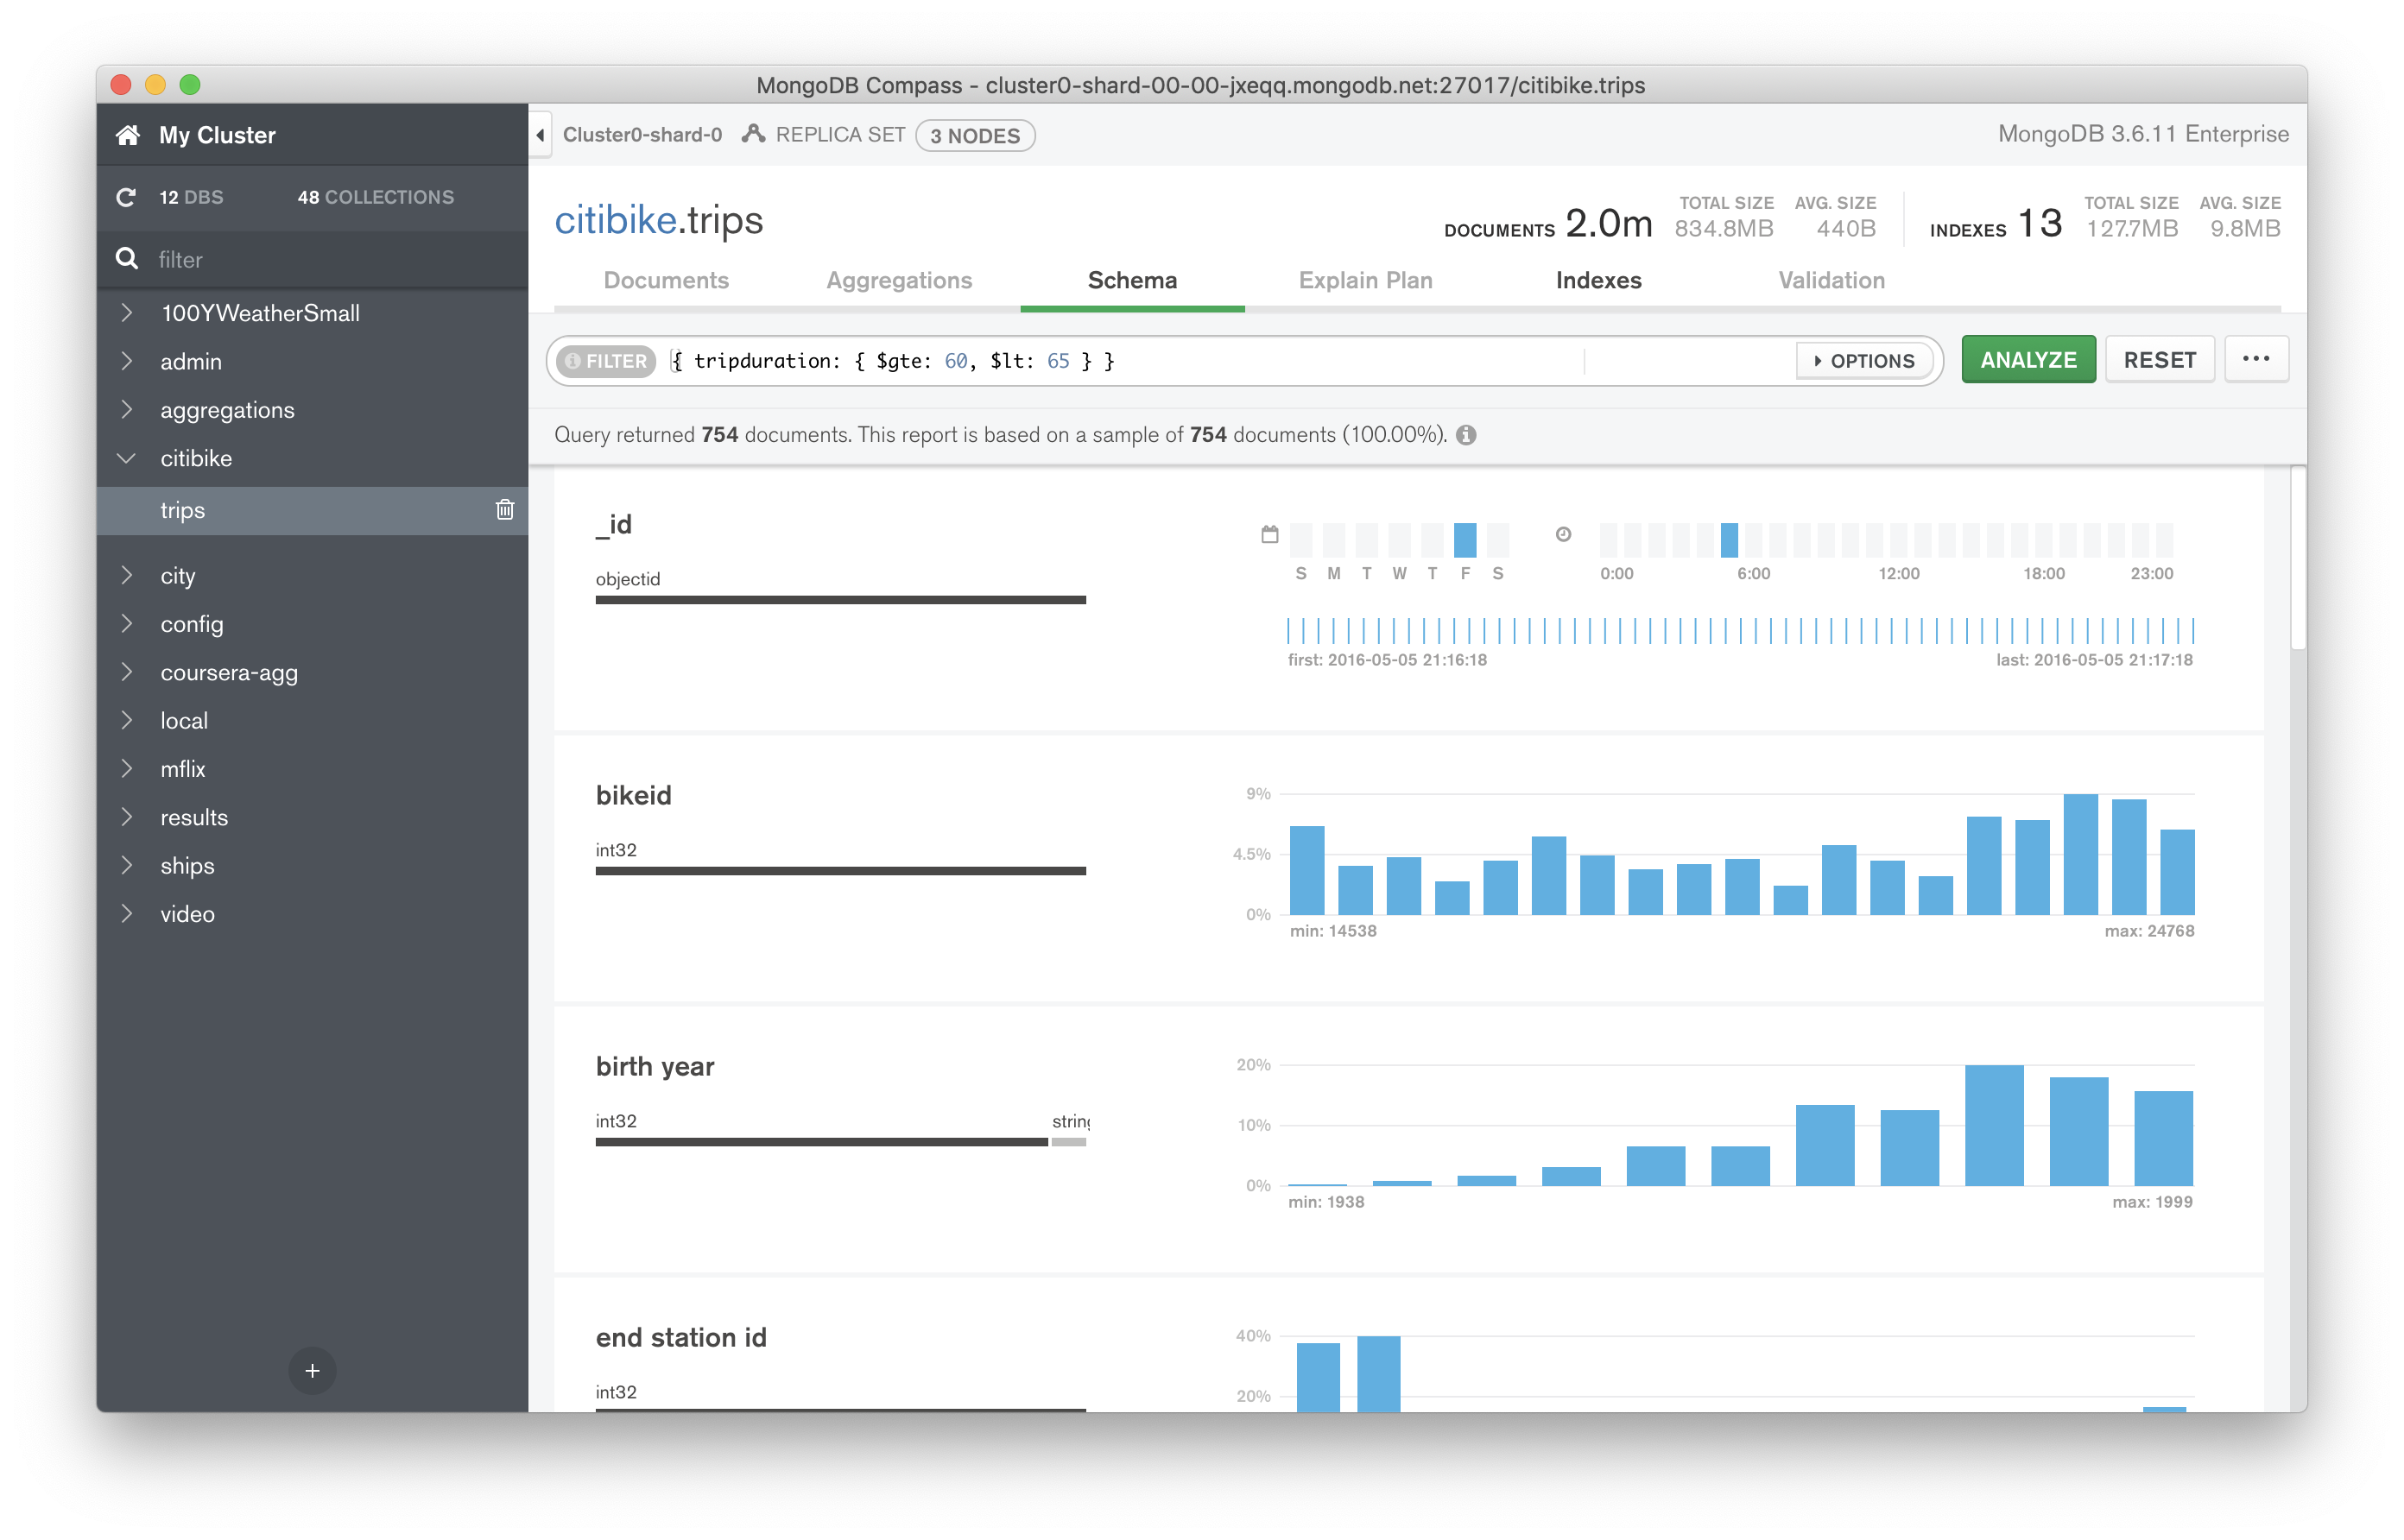 MongoDB Compass - cluster0-shard-00-00-jxeqq.mongodb.net:27017/citibike.trips
My Cluster
12 DBS 48 COLLECTIONS
filter
100YWeatherSmall
admin
aggregations
citibike
trips
city
config
coursera-agg
local
mflix
results
ships
video
+
Cluster0-shard-0 REPLICA SET 3 NODES MongoDB 3.6.11 Enterprise
citibike.trips
DOCUMENTS 2.0m TOTAL SIZE 834.8MB AVG. SIZE 440B INDEXES 13 TOTAL SIZE 127.7MB AVG. SIZE 9.8MB
Documents Aggregations Schema Explain Plan Indexes Validation
FILTER { tripduration: { $gte: 60, $lt: 65 } } OPTIONS ANALYZE RESET ...
Query returned 754 documents. This report is based on a sample of 754 documents (100.00%).
_id
objectid
S M T W T F S 0:00 6:00 12:00 18:00 23:00
first: 2016-05-05 21:16:18 last: 2016-05-05 21:17:18
bikeid
int32
9%
4.5%
0%
min: 14538 max: 24768
birth year
int32 string
20%
10%
0%
min: 1938 max: 1999
end station id
int32
40%
20%